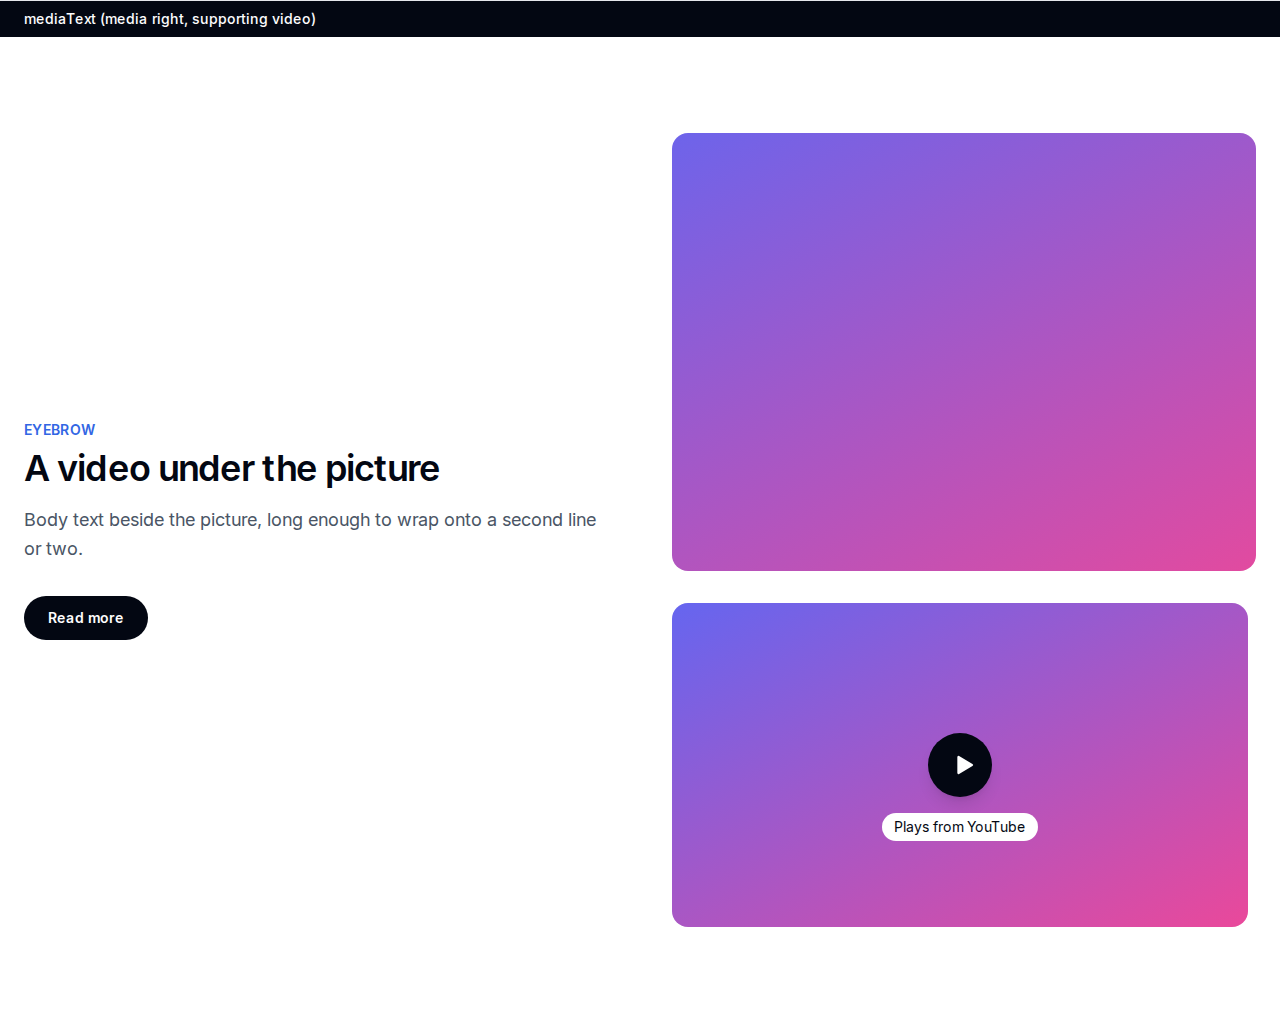 mediaText (media right, supporting video)
EYEBROW
A video under the picture
Body text beside the picture, long enough to wrap onto a second line
or two.
Read more
Plays from YouTube